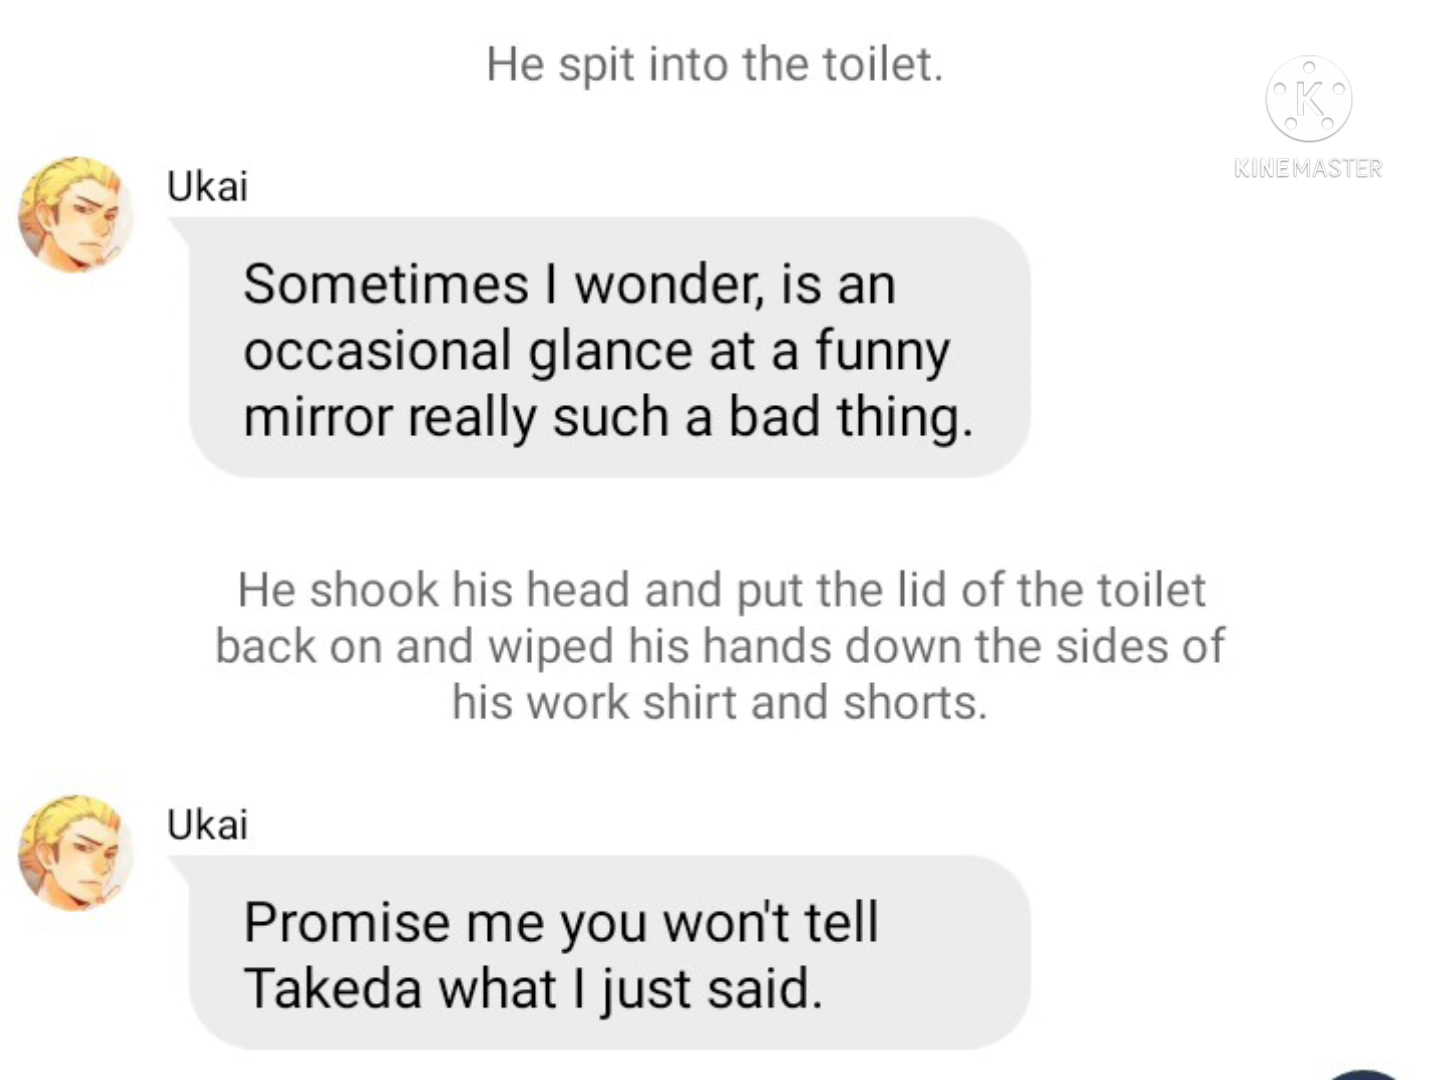 He spit into the toilet.
K
KINEMASTER
Ukai
Sometimes I wonder, is an
occasional glance at a funny
mirror really such a bad thing.
He shook his head and put the lid of the toilet
back on and wiped his hands down the sides of
his work shirt and shorts.
Ukai
Promise me you won't tell
Takeda what I just said.